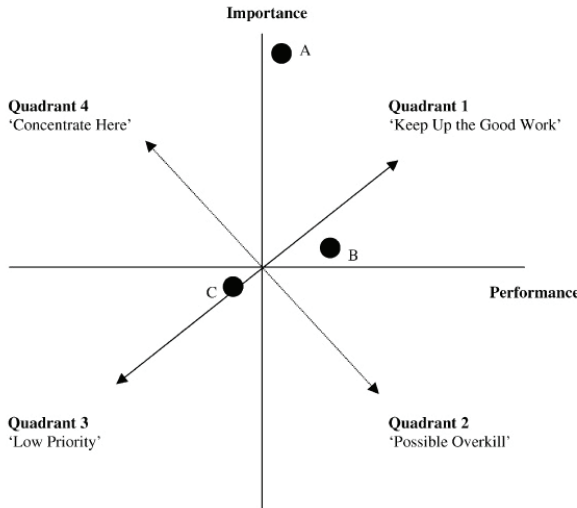 Importance
A
Quadrant 4
‘Concentrate Here’
Quadrant 1
‘Keep Up the Good Work’
B
C
Performance
Quadrant 3
‘Low Priority’
Quadrant 2
‘Possible Overkill’